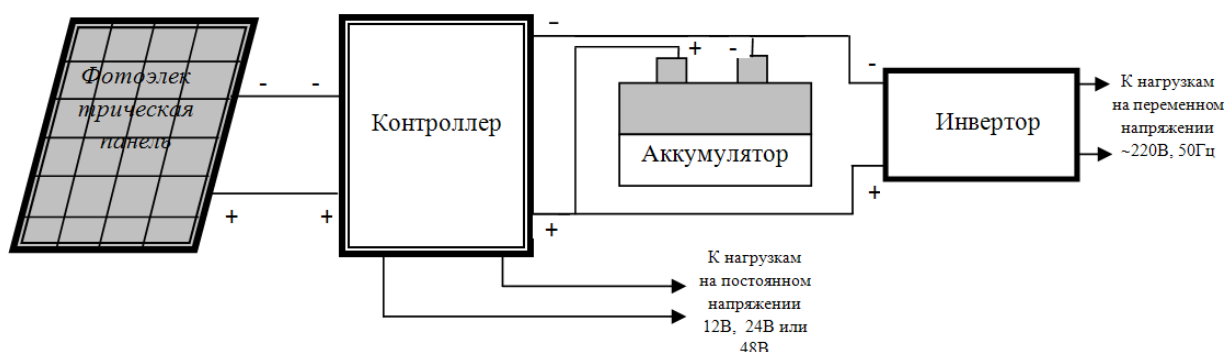 Фотоэлек
трическая
панель
-
-
+
+
Контроллер
–
+
+
-
Аккумулятор
-
+
Инвертор
К нагрузкам
на переменном
напряжении
~220В, 50Гц
К нагрузкам
на постоянном
напряжении
12В, 24В или
48В